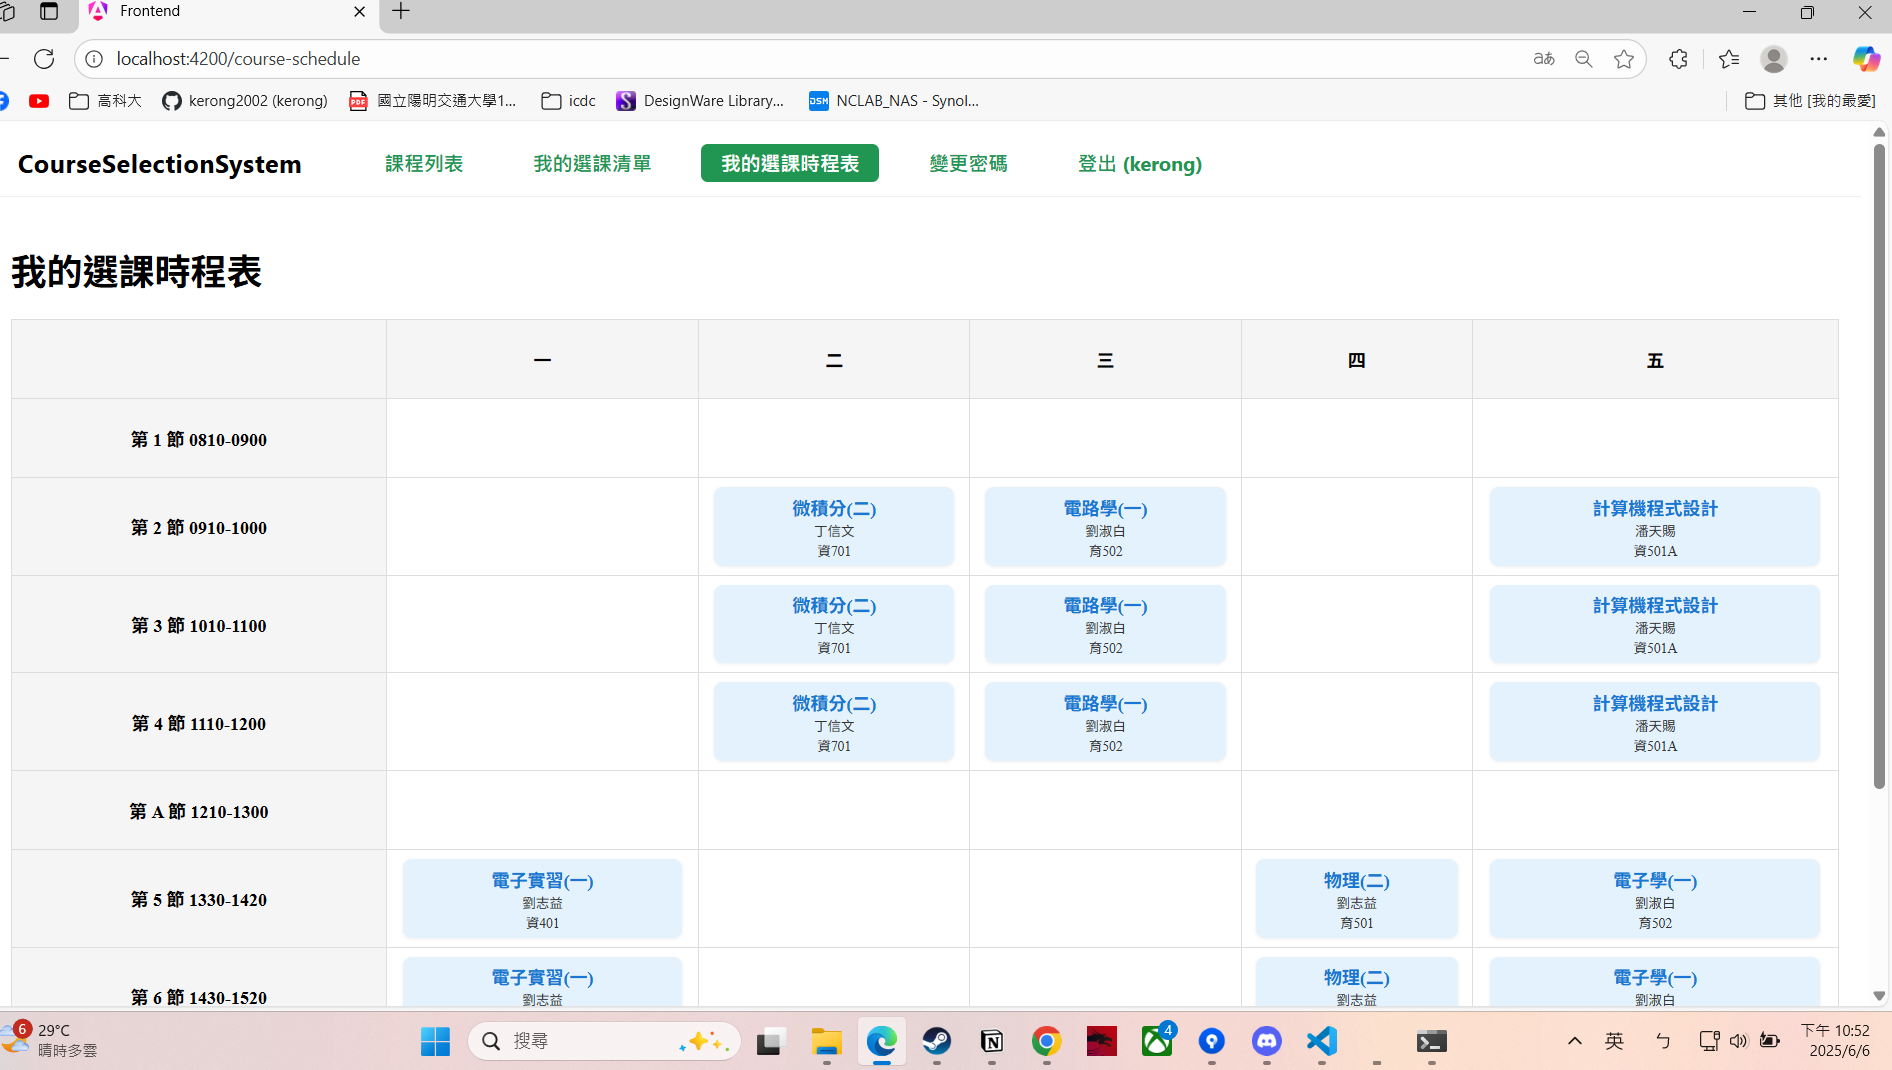 Frontend
localhost:4200/course-schedule
高科大
kerong2002 (kerong)
國立陽明交通大學1...
icdc
DesignWare Library...
NCLAB_NAS - Synol...
其他 [我的最愛]
CourseSelectionSystem
課程列表
我的選課清單
我的選課時程表
變更密碼
登出 (kerong)
我的選課時程表
一
二
三
四
五
第 1 節 0810-0900
第 2 節 0910-1000
微積分(二)
丁信文
資701
電路學(一)
劉淑白
育502
計算機程式設計
潘天賜
資501A
第 3 節 1010-1100
微積分(二)
丁信文
資701
電路學(一)
劉淑白
育502
計算機程式設計
潘天賜
資501A
第 4 節 1110-1200
微積分(二)
丁信文
資701
電路學(一)
劉淑白
育502
計算機程式設計
潘天賜
資501A
第 A 節 1210-1300
第 5 節 1330-1420
電子實習(一)
劉志益
資401
物理(二)
劉志益
育501
電子學(一)
劉淑白
育502
第 6 節 1430-1520
電子實習(一)
劉志益
物理(二)
劉志益
電子學(一)
劉淑白
6
29°C
晴時多雲
搜尋
4
英
ㄅ
下午 10:52
2025/6/6